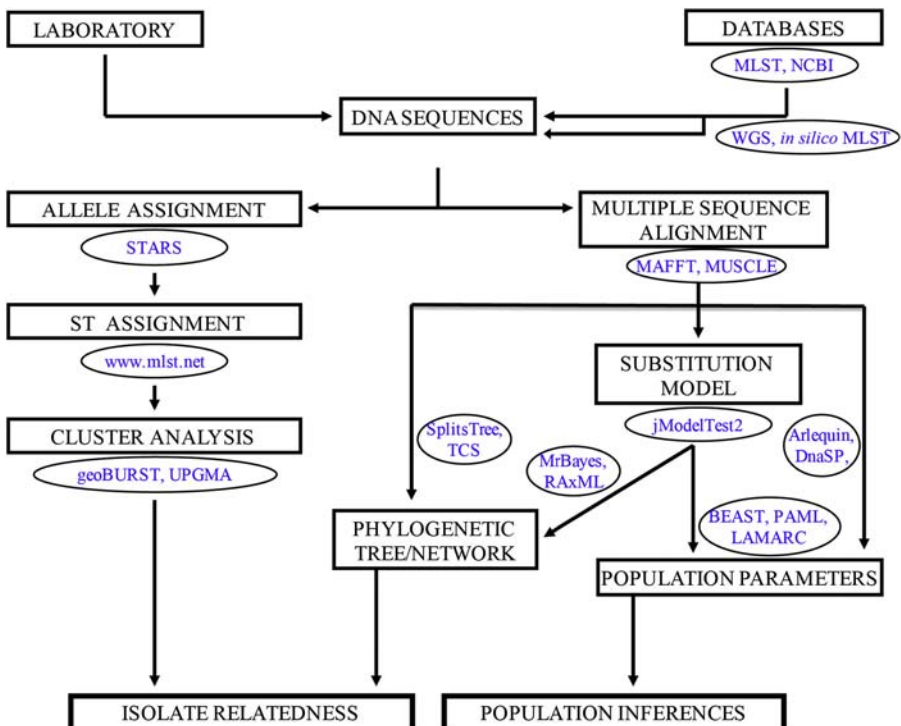 LABORATORY
DATABASES
MLST, NCBI
DNA SEQUENCES
WGS, in silico MLST
ALLELE ASSIGNMENT
STARS
MULTIPLE SEQUENCE
ALIGNMENT
MAFFT, MUSCLE
ST ASSIGNMENT
www.mlst.net
SUBSTITUTION
MODEL
jModelTest2
CLUSTER ANALYSIS
geoBURST, UPGMA
SplitsTree,
TCS
MrBayes,
RAxML
Arlequin,
DnaSP,
BEAST, PAML,
LAMARC
PHYLOGENETIC
TREE/NETWORK
POPULATION PARAMETERS
ISOLATE RELATEDNESS
POPULATION INFERENCES